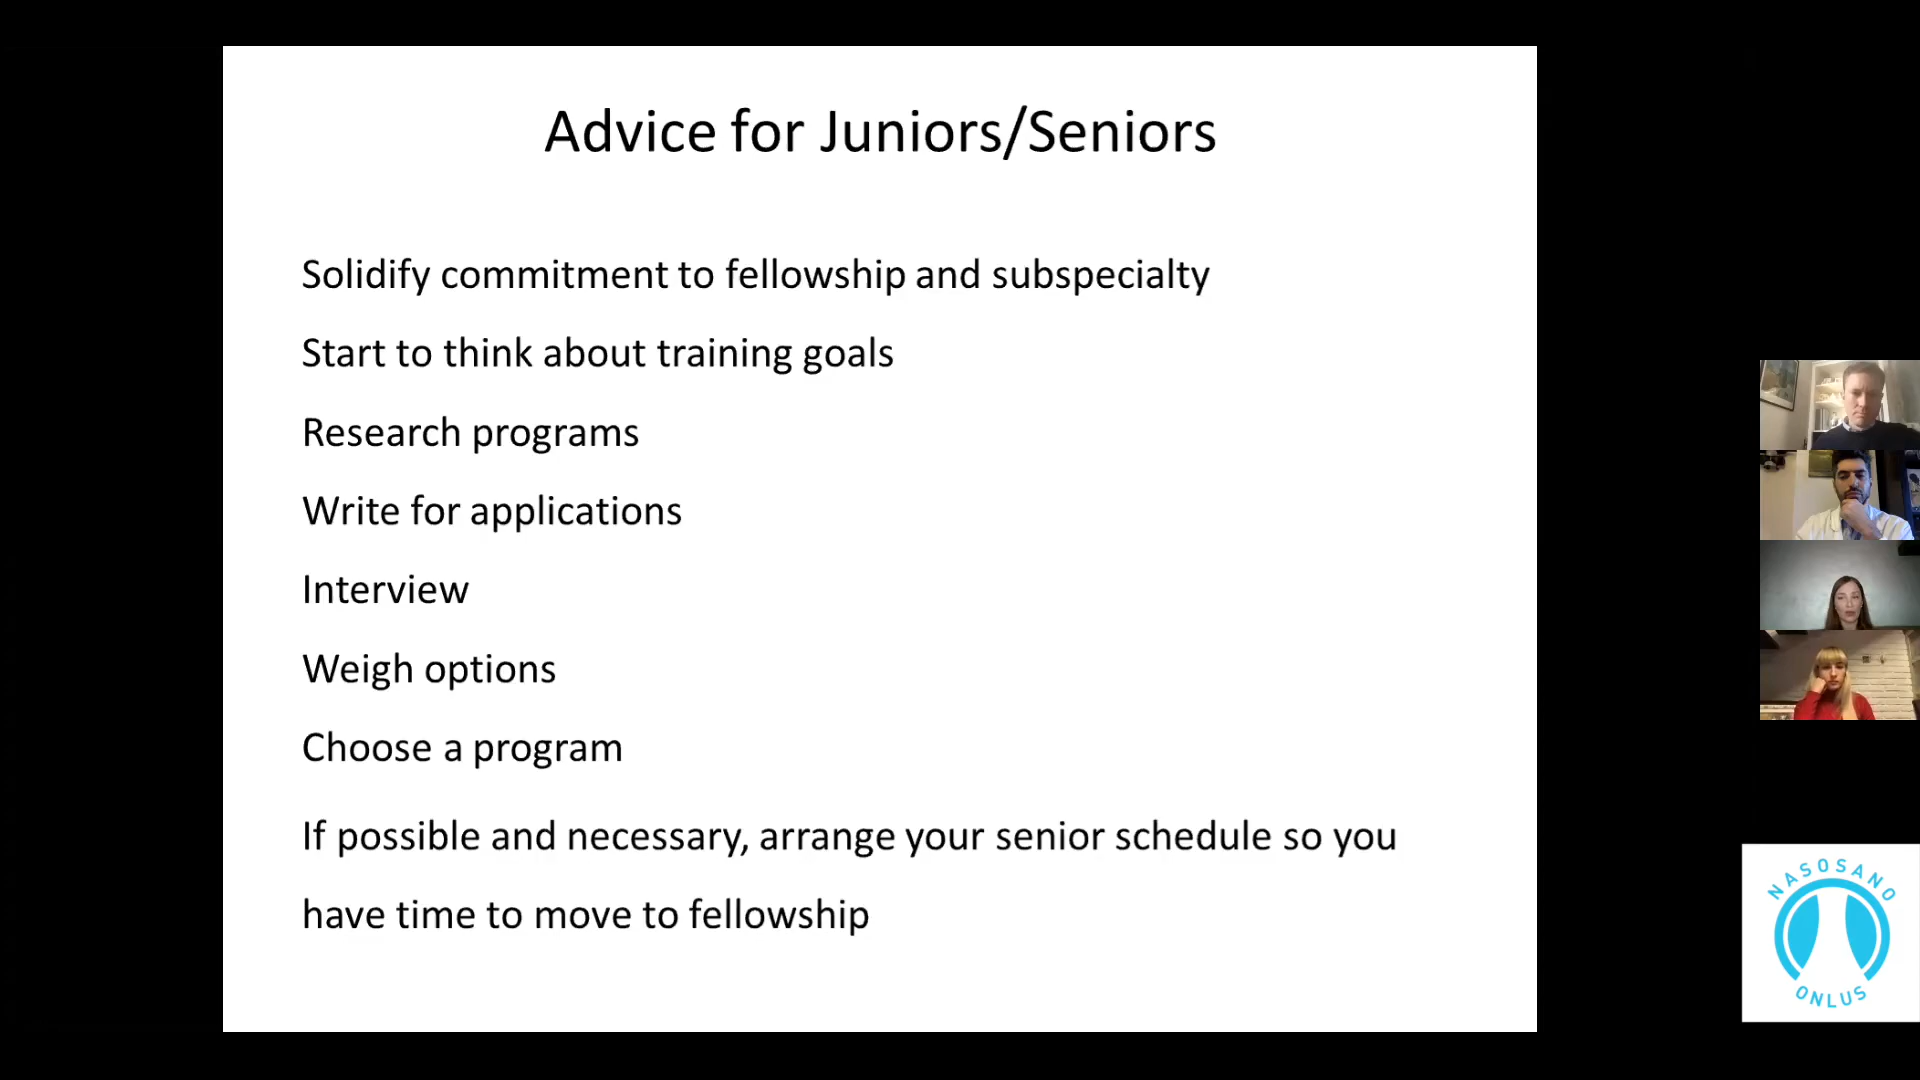 Advice for Juniors/Seniors
Solidify commitment to fellowship and subspecialty
Start to think about training goals
Research programs
Write for applications
Interview
Weigh options
Choose a program
If possible and necessary, arrange your senior schedule so you
have time to move to fellowship
NASOSANO
ONLUS